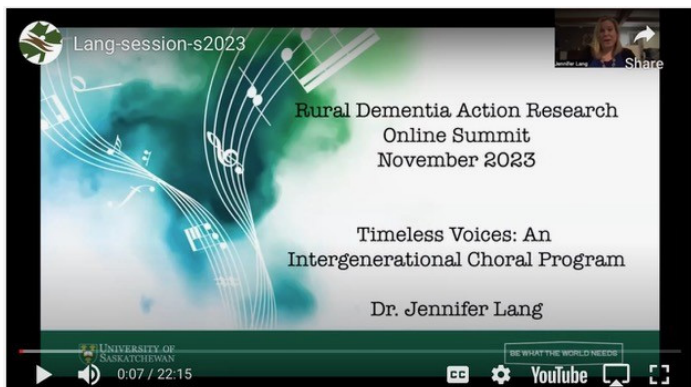 Lang-session-s2023
Jennifer Lang
Share
Rural Dementia Action Research
Online Summit
November 2023
Timeless Voices: An
Intergenerational Choral Program
Dr. Jennifer Lang
UNIVERSITY OF
SASKATCHEWAN
BE WHAT THE WORLD NEEDS
0:07 / 22:15
CC
YouTube